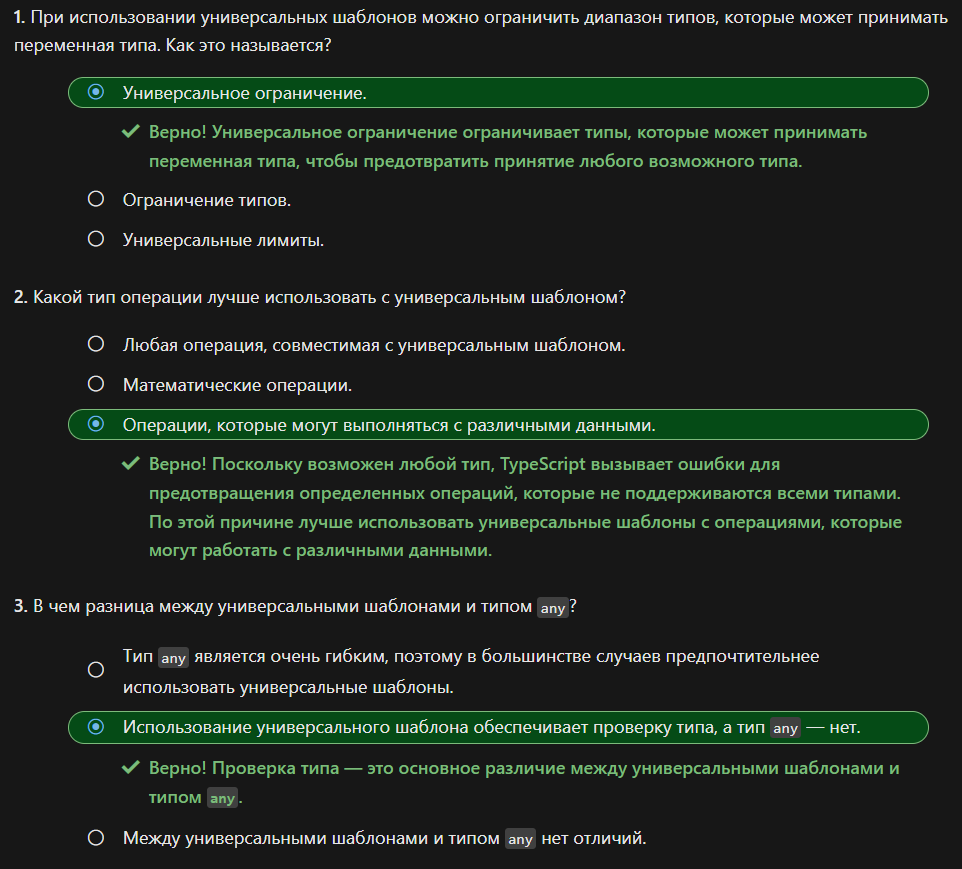 1. При использовании универсальных шаблонов можно ограничить диапазон типов, которые может принимать
переменная типа. Как это называется?
Универсальное ограничение.
Верно! Универсальное ограничение ограничивает типы, которые может принимать
переменная типа, чтобы предотвратить принятие любого возможного типа.
Ограничение типов.
Универсальные лимиты.
2. Какой тип операции лучше использовать с универсальным шаблоном?
Любая операция, совместимая с универсальным шаблоном.
Математические операции.
Операции, которые могут выполняться с различными данными.
Верно! Поскольку возможен любой тип, TypeScript вызывает ошибки для
предотвращения определенных операций, которые не поддерживаются всеми типами.
По этой причине лучше использовать универсальные шаблоны с операциями, которые
могут работать с различными данными.
3. В чем разница между универсальными шаблонами и типом any?
Тип any является очень гибким, поэтому в большинстве случаев предпочтительнее
использовать универсальные шаблоны.
Использование универсального шаблона обеспечивает проверку типа, а тип any — нет.
Верно! Проверка типа — это основное различие между универсальными шаблонами и
типом any.
Между универсальными шаблонами и типом any нет отличий.